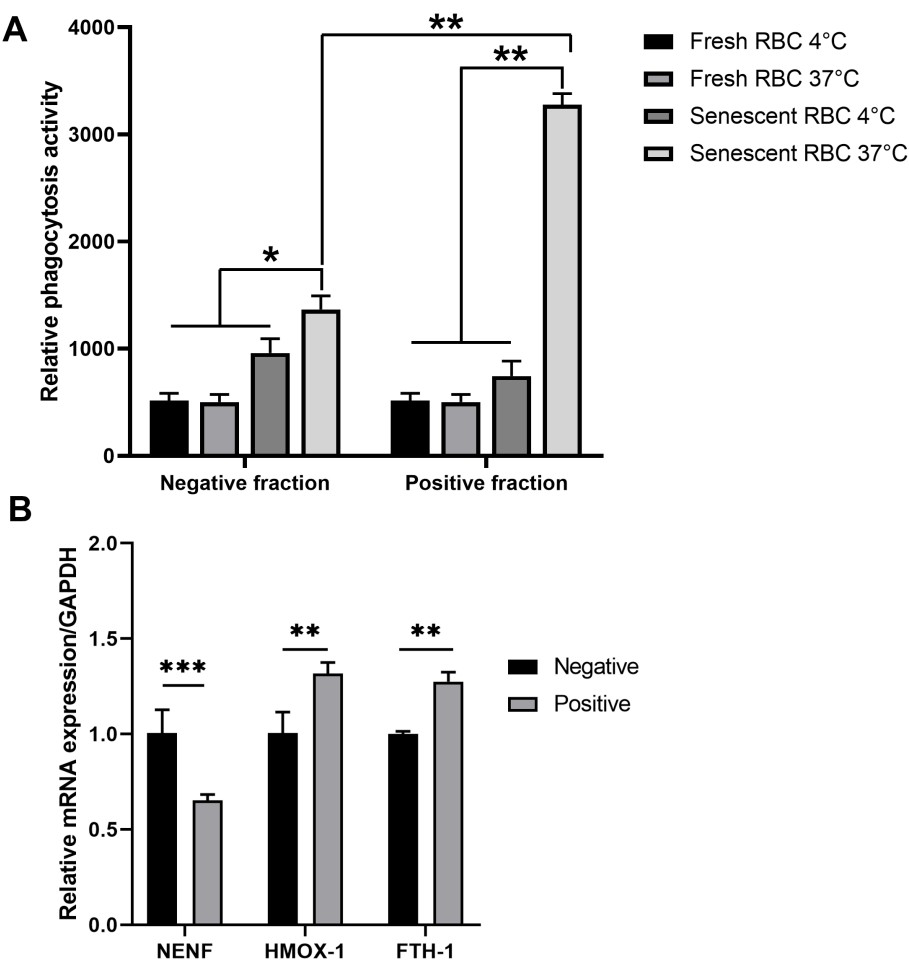 A
Relative phagocytosis activity
4000
3000
2000
1000
0
**
**
*
Negative fraction
Positive fraction
Fresh RBC 4°C
Fresh RBC 37°C
Senescent RBC 4°C
Senescent RBC 37°C
B
Relative mRNA expression/GAPDH
2.0
1.5
1.0
0.5
0.0
***
**
**
NENF
HMOX-1
FTH-1
Negative
Positive